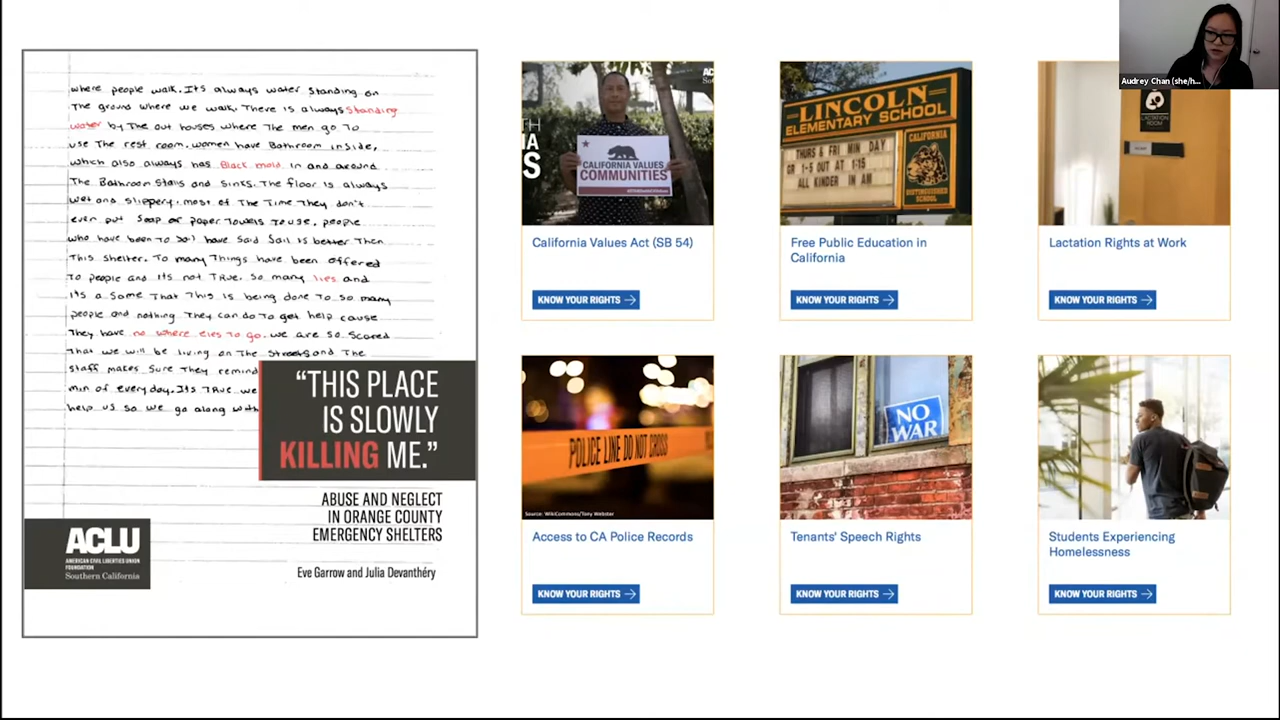 where people walk. Its always water standing on
The ground where we walk. There is always standing
water by The out houses where The men go To
use The rest room. women have Bathroom inside,
which also always has Black mold in and around
The Bathroom Stalls and sinks. The floor is always
wet and slippery. most of The Time They don't
even put soap or paper Towels To use. people
who have been To Jail have said Jail is better Then
This shelter. To many Things have been offered
To people and its not TRue. So many lies and
its a Same That This is being done To so many
people and nothing They can do To get help cause
They have no where eles To go. we are so scared
That we will be living on The Streets and The
staff makes sure They remind
min of everyday. Its TRue we
help us so we go along with
"THIS PLACE
IS SLOWLY
KILLING ME."
ABUSE AND NEGLECT
IN ORANGE COUNTY
EMERGENCY SHELTERS
Eve Garrow and Julia Devanthéry
ACLU
AMERICAN CIVIL LIBERTIES UNION
FOUNDATION
Southern California
TH
IA
S
AC
CALIFORNIA VALUES
COMMUNITIES
California Values Act (SB 54)
KNOW YOUR RIGHTS
LINCOLN
ELEMENTARY SCHOOL
THURS & FRI MIN DAY
GR 1-5 OUT AT 1:15
ALL KINDER IN AM
CALIFORNIA
DISTINGUISHED
SCHOOL
Free Public Education in
California
KNOW YOUR RIGHTS
LACTATION
ROOM
Lactation Rights at Work
KNOW YOUR RIGHTS
Audrey Chan (she/h...
POLICE LINE DO NOT CROSS
Source: WikiCommons/Tony Webster
Access to CA Police Records
KNOW YOUR RIGHTS
NO
WAR
Tenants' Speech Rights
KNOW YOUR RIGHTS
Students Experiencing
Homelessness
KNOW YOUR RIGHTS